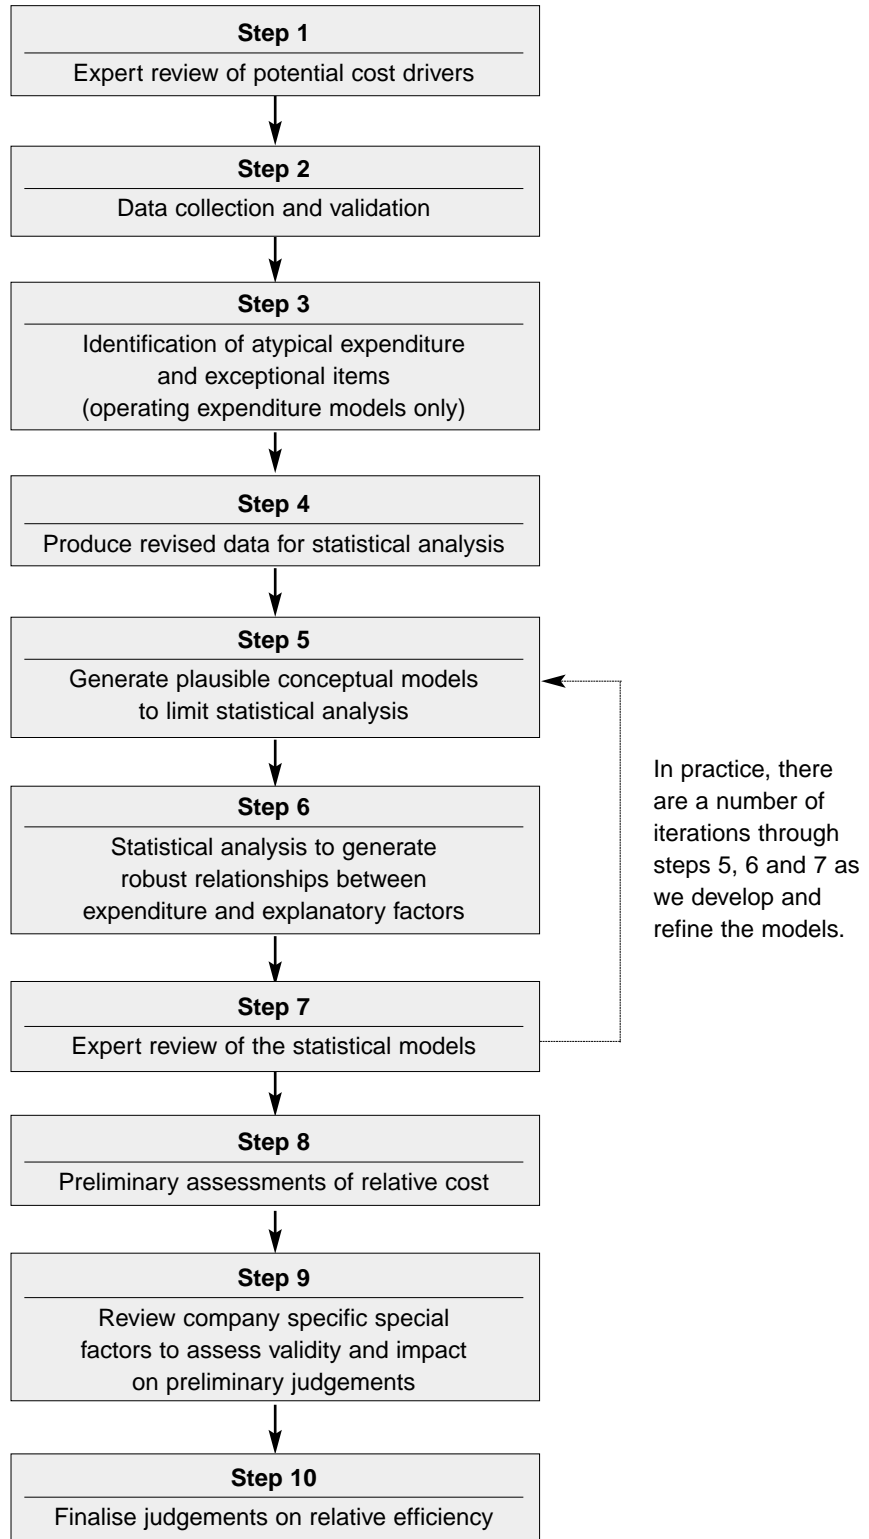 Step 1
Expert review of potential cost drivers
Step 2
Data collection and validation
Step 3
Identification of atypical expenditure
and exceptional items
(operating expenditure models only)
Step 4
Produce revised data for statistical analysis
Step 5
Generate plausible conceptual models
to limit statistical analysis
Step 6
Statistical analysis to generate
robust relationships between
expenditure and explanatory factors
Step 7
Expert review of the statistical models
In practice, there
are a number of
iterations through
steps 5, 6 and 7 as
we develop and
refine the models.
Step 8
Preliminary assessments of relative cost
Step 9
Review company specific special
factors to assess validity and impact
on preliminary judgements
Step 10
Finalise judgements on relative efficiency